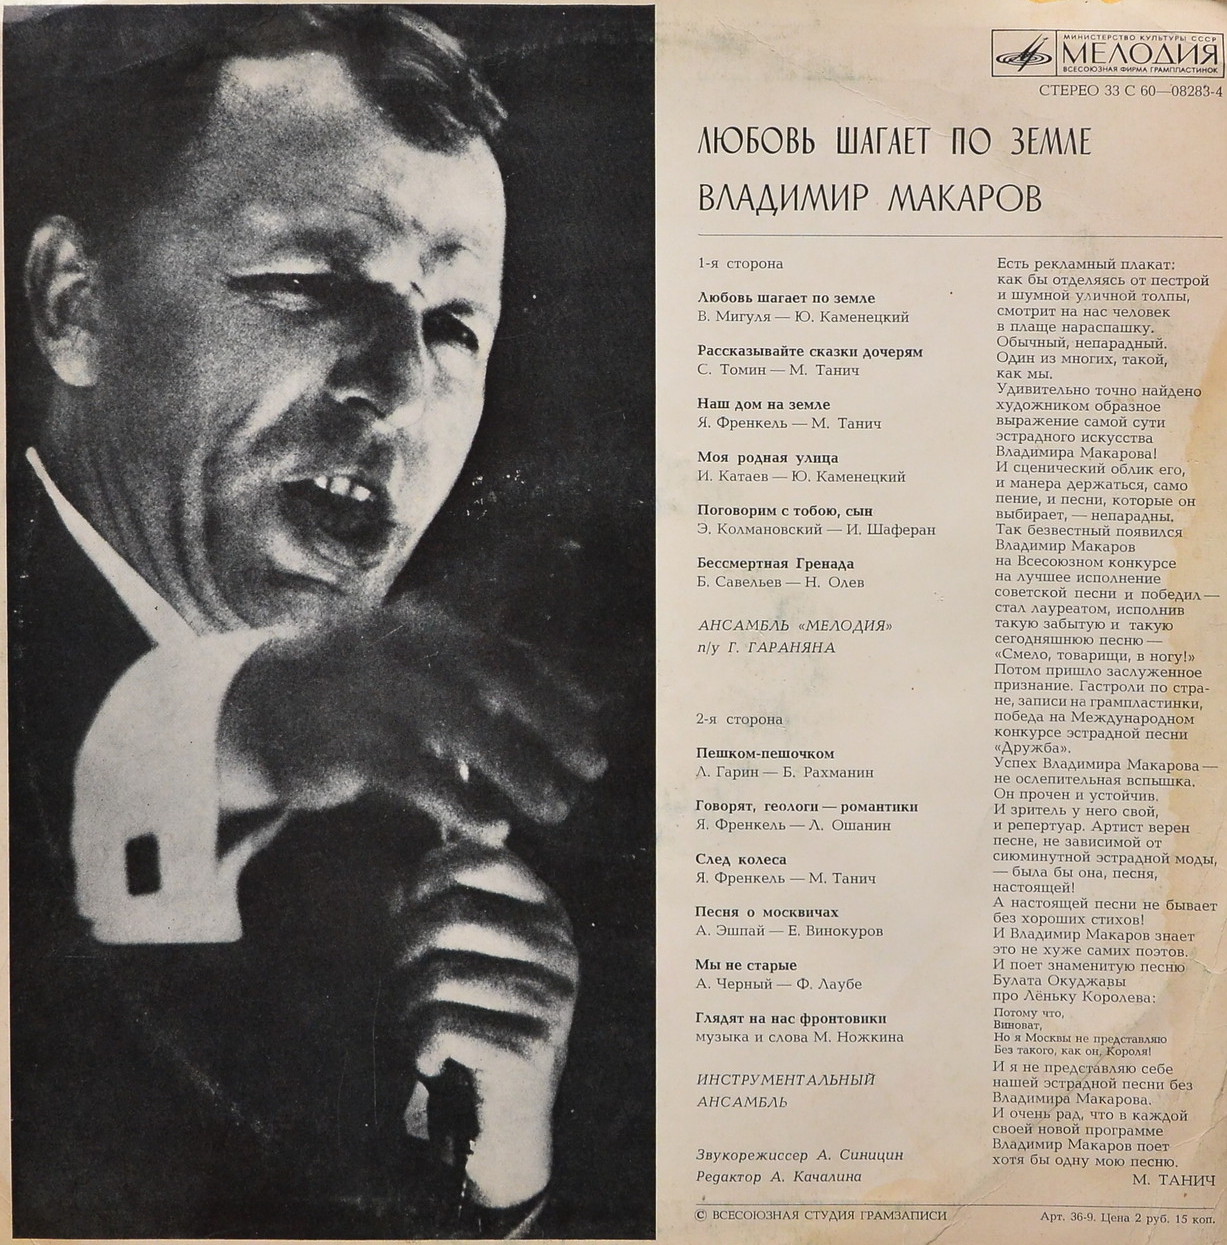 МИНИСТЕРСТВО КУЛЬТУРЫ СССР
МЕЛОДИЯ
ВСЕСОЮЗНАЯ ФИРМА ГРАМПЛАСТИНОК
СТЕРЕО 33 С 60—08283-4
ЛЮБОВЬ ШАГАЕТ ПО ЗЕМЛЕ
ВЛАДИМИР МАКАРОВ
1-я сторона
Любовь шагает по земле
В. Мигуля — Ю. Каменецкий
Рассказывайте сказки дочерям
С. Томин — М. Танич
Наш дом на земле
Я. Френкель — М. Танич
Моя родная улица
И. Катаев — Ю. Каменецкий
Поговорим с тобою, сын
Э. Колмановский — И. Шаферан
Бессмертная Гренада
Б. Савельев — Н. Олев
АНСАМБЛЬ «МЕЛОДИЯ»
п/у Г. ГАРАНЯНА
2-я сторона
Пешком-пешочком
Л. Гарин — Б. Рахманин
Говорят, геологи — романтики
Я. Френкель — Л. Ошанин
След колеса
Я. Френкель — М. Танич
Песня о москвичах
А. Эшпай — Е. Винокуров
Мы не старые
А. Черный — Ф. Лаубе
Глядят на нас фронтовики
музыка и слова М. Ножкина
ИНСТРУМЕНТАЛЬНЫЙ
АНСАМБЛЬ
Звукорежиссер А. Синицин
Редактор А. Качалина
Есть рекламный плакат:
как бы отделяясь от пестрой
и шумной уличной толпы,
смотрит на нас человек
в плаще нараспашку.
Обычный, непарадный.
Один из многих, такой,
как мы.
Удивительно точно найдено
художником образное
выражение самой сути
эстрадного искусства
Владимира Макарова!
И сценический облик его,
и манера держаться, само
пение, и песни, которые он
выбирает, — непарадны.
Так безвестный появился
Владимир Макаров
на Всесоюзном конкурсе
на лучшее исполнение
советской песни и победил —
стал лауреатом, исполнив
такую забытую и такую
сегодняшнюю песню —
«Смело, товарищи, в ногу!»
Потом пришло заслуженное
признание. Гастроли по стра-
не, записи на грампластинки,
победа на Международном
конкурсе эстрадной песни
«Дружба».
Успех Владимира Макарова —
не ослепительная вспышка.
Он прочен и устойчив.
И зритель у него свой,
и репертуар. Артист верен
песне, не зависимой от
сиюминутной эстрадной моды,
— была бы она, песня,
настоящей!
А настоящей песни не бывает
без хороших стихов!
И Владимир Макаров знает
это не хуже самих поэтов.
И поет знаменитую песню
Булата Окуджавы
про Лёньку Королева:
Потому что,
Виноват,
Но я Москвы не представляю
Без такого, как он, Короля!
И я не представляю себе
нашей эстрадной песни без
Владимира Макарова.
И очень рад, что в каждой
своей новой программе
Владимир Макаров поет
хотя бы одну мою песню.
М. ТАНИЧ
© ВСЕСОЮЗНАЯ СТУДИЯ ГРАМЗАПИСИ
Арт. 36-9. Цена 2 руб. 15 коп.